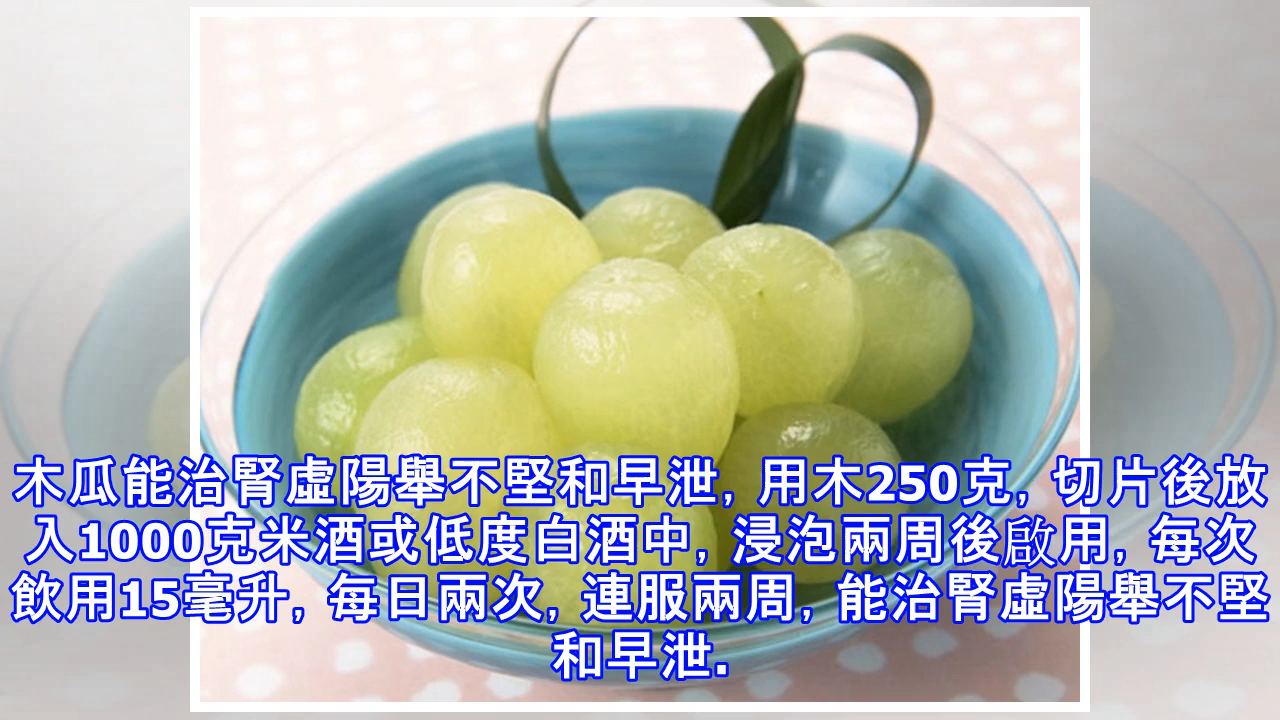 木瓜能治腎虛陽舉不堅和早泄, 用木250克, 切片後放
入1000克米酒或低度白酒中, 浸泡兩周後啟用, 每次
飲用15毫升, 每日兩次, 連服兩周, 能治腎虛陽舉不堅
和早泄.